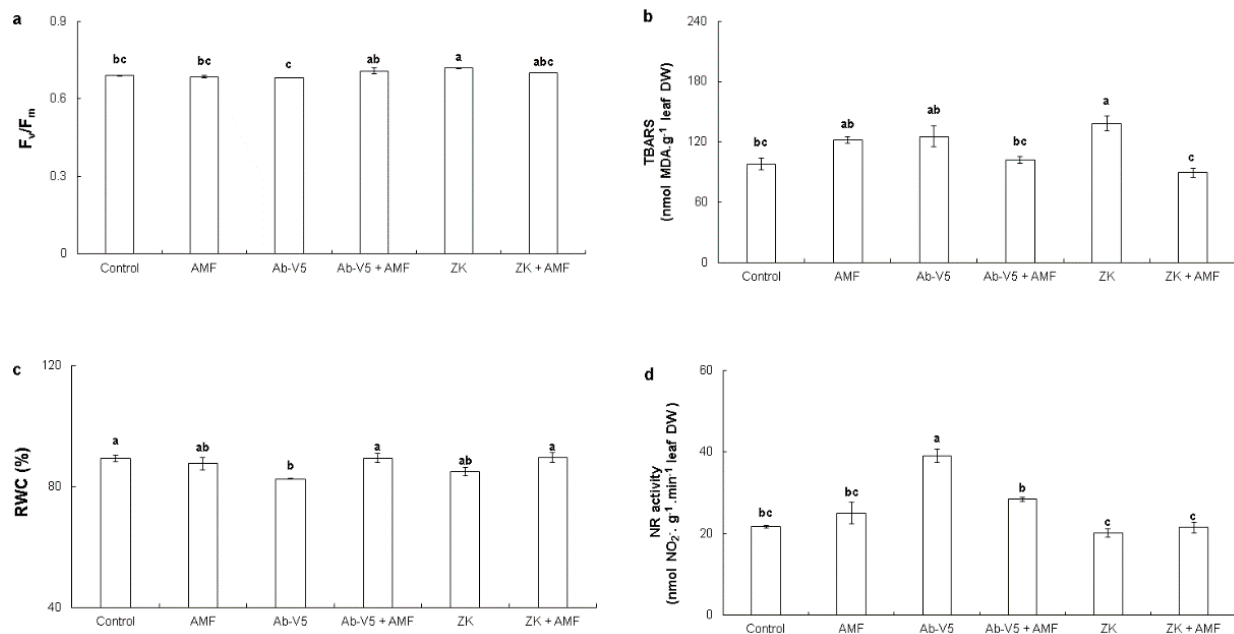 a
0.9
0.6
0.3
0
Fᵥ/Fₘ
bc
bc
c
ab
a
abc
Control AMF Ab-V5 Ab-V5 + AMF ZK ZK + AMF
b
240
180
120
60
0
TBARS
(nmol MDA.g⁻¹ leaf DW)
bc
ab
ab
bc
a
c
Control AMF Ab-V5 Ab-V5 + AMF ZK ZK + AMF
c
120
80
40
RWC (%)
a
ab
b
a
ab
a
Control AMF Ab-V5 Ab-V5 + AMF ZK ZK + AMF
d
60
40
20
0
NR activity
(nmol NO₂⁻. g⁻¹.min⁻¹ leaf DW)
bc
bc
a
b
c
c
Control AMF Ab-V5 Ab-V5 + AMF ZK ZK + AMF